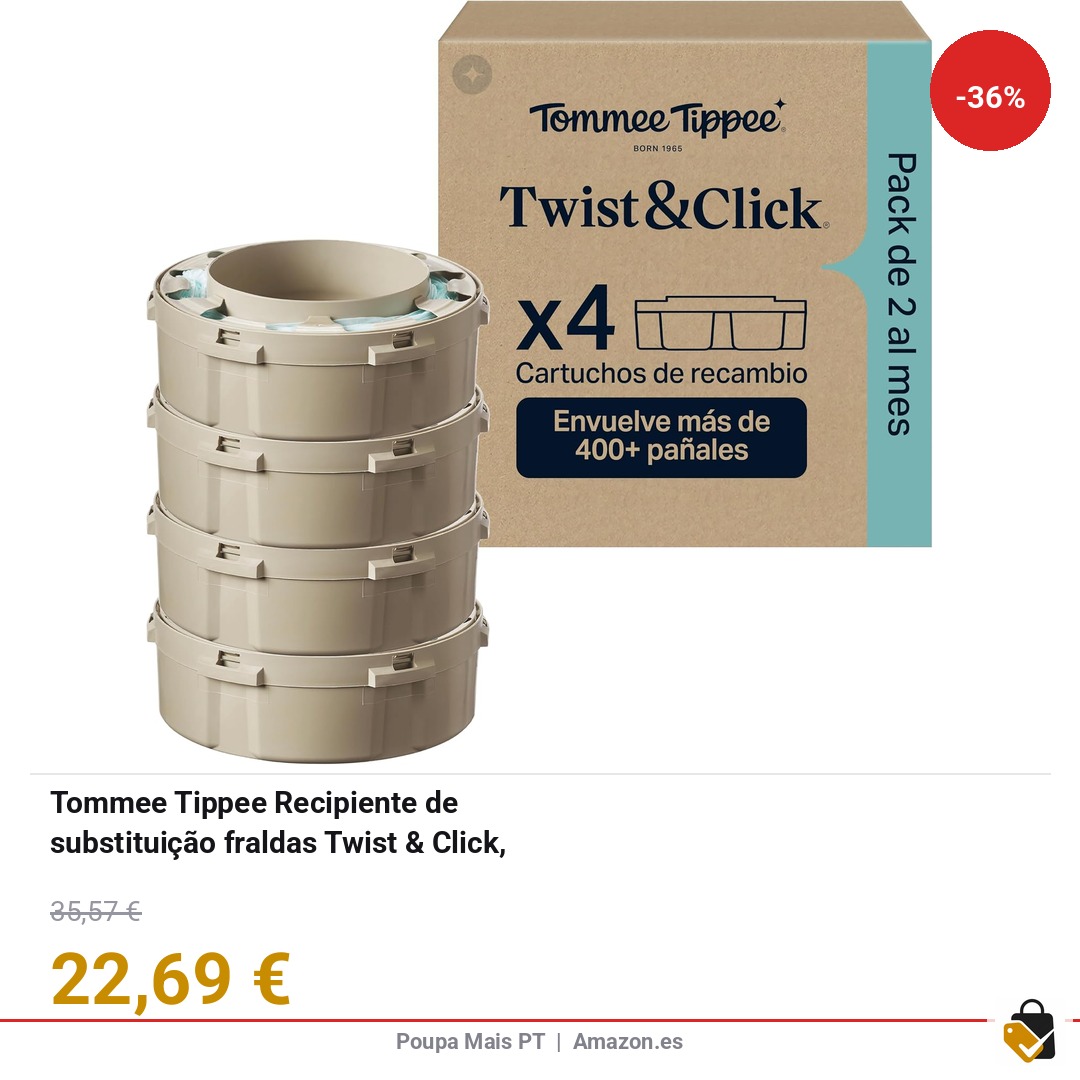 -36%
Tommee Tippee®
BORN 1965
Twist&Click®
x4
Cartuchos de recambio
Envuelve más de
400+ pañales
Pack de 2 al mes
Tommee Tippee Recipiente de
substituição fraldas Twist & Click,
35,57 €
22,69 €
Poupa Mais PT | Amazon.es